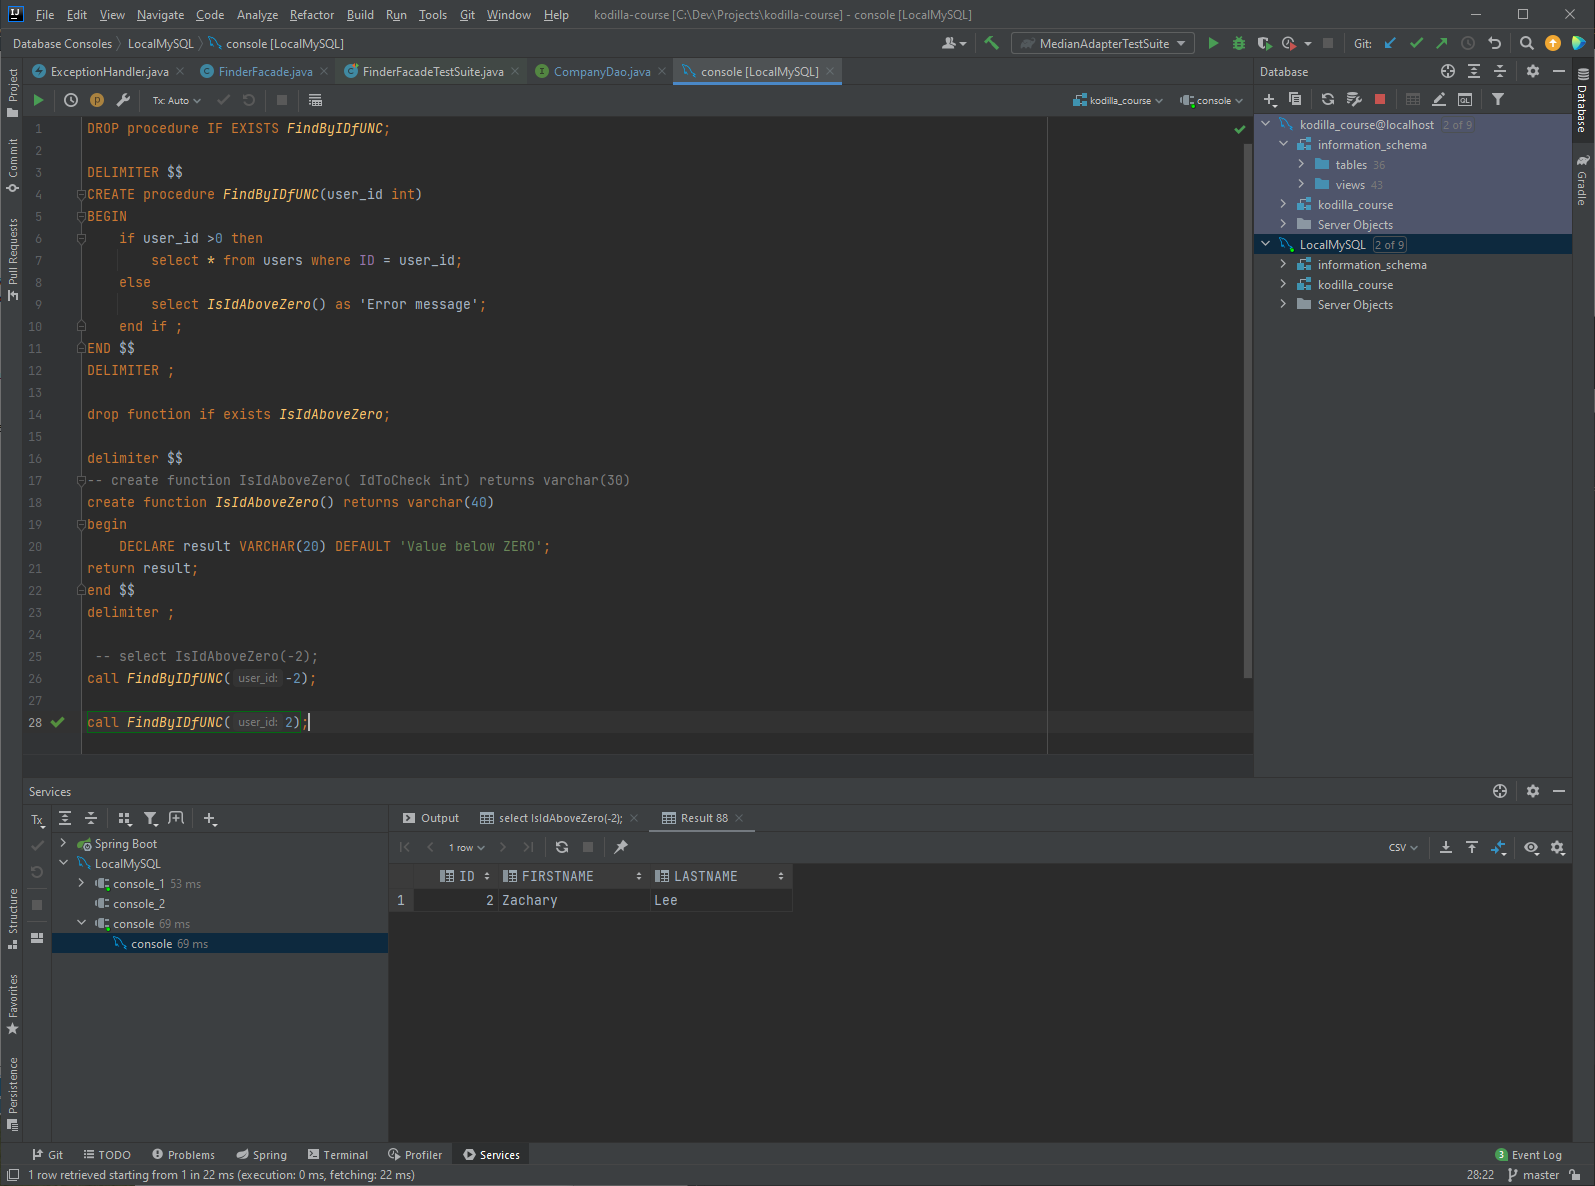 File Edit View Navigate Code Analyze Refactor Build Run Tools Git Window Help kodilla-course [C:\Dev\Projects\kodilla-course] - console [LocalMySQL]
Database Consoles LocalMySQL console [LocalMySQL] MedianAdapterTestSuite Git:
ExceptionHandler.java FinderFacade.java FinderFacadeTestSuite.java CompanyDao.java console [LocalMySQL] Database
Tx: Auto kodilla_course console
1 DROP procedure IF EXISTS FindByIDfUNC;
2
3 DELIMITER $$
4 CREATE procedure FindByIDfUNC(user_id int)
5 BEGIN
6 if user_id >0 then
7 select * from users where ID = user_id;
8 else
9 select IsIdAboveZero() as 'Error message';
10 end if ;
11 END $$
12 DELIMITER ;
13
14 drop function if exists IsIdAboveZero;
15
16 delimiter $$
17 -- create function IsIdAboveZero( IdToCheck int) returns varchar(30)
18 create function IsIdAboveZero() returns varchar(40)
19 begin
20 DECLARE result VARCHAR(20) DEFAULT 'Value below ZERO';
21 return result;
22 end $$
23 delimiter ;
24
25 -- select IsIdAboveZero(-2);
26 call FindByIDfUNC( user_id: -2);
27
28 call FindByIDfUNC( user_id: 2);
kodilla_course@localhost 2 of 9
information_schema
tables 36
views 43
kodilla_course
Server Objects
LocalMySQL 2 of 9
information_schema
kodilla_course
Server Objects
Project
Commit
Pull Requests
Structure
Favorites
Persistence
Database
Gradle
Services
Tx
Spring Boot
LocalMySQL
console_1 53 ms
console_2
console 69 ms
console 69 ms
Output select IsIdAboveZero(-2); Result 88
1 row CSV
ID FIRSTNAME LASTNAME
1 2 Zachary Lee
Git TODO Problems Spring Terminal Profiler Services 3 Event Log
1 row retrieved starting from 1 in 22 ms (execution: 0 ms, fetching: 22 ms) 28:22 master